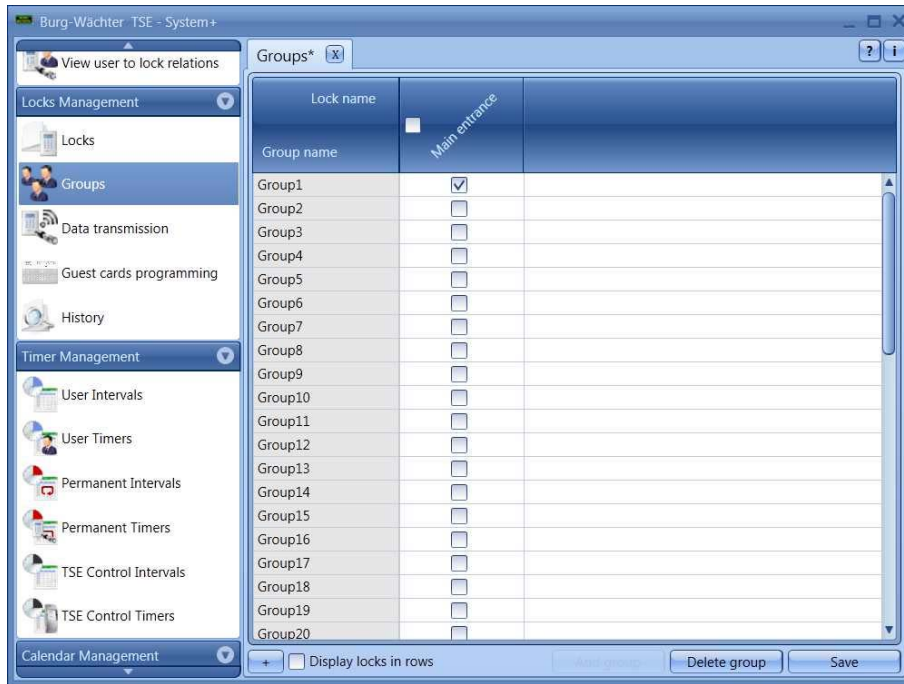 Burg-Wächter TSE - System+
View user to lock relations
Locks Management
Locks
Groups
Data transmission
Guest cards programming
History
Timer Management
User Intervals
User Timers
Permanent Intervals
Permanent Timers
TSE Control Intervals
TSE Control Timers
Calendar Management
Groups* X
? i
Lock name
Main entrance
Group name
Group1
Group2
Group3
Group4
Group5
Group6
Group7
Group8
Group9
Group10
Group11
Group12
Group13
Group14
Group15
Group16
Group17
Group18
Group19
Group20
+ Display locks in rows Add group Delete group Save